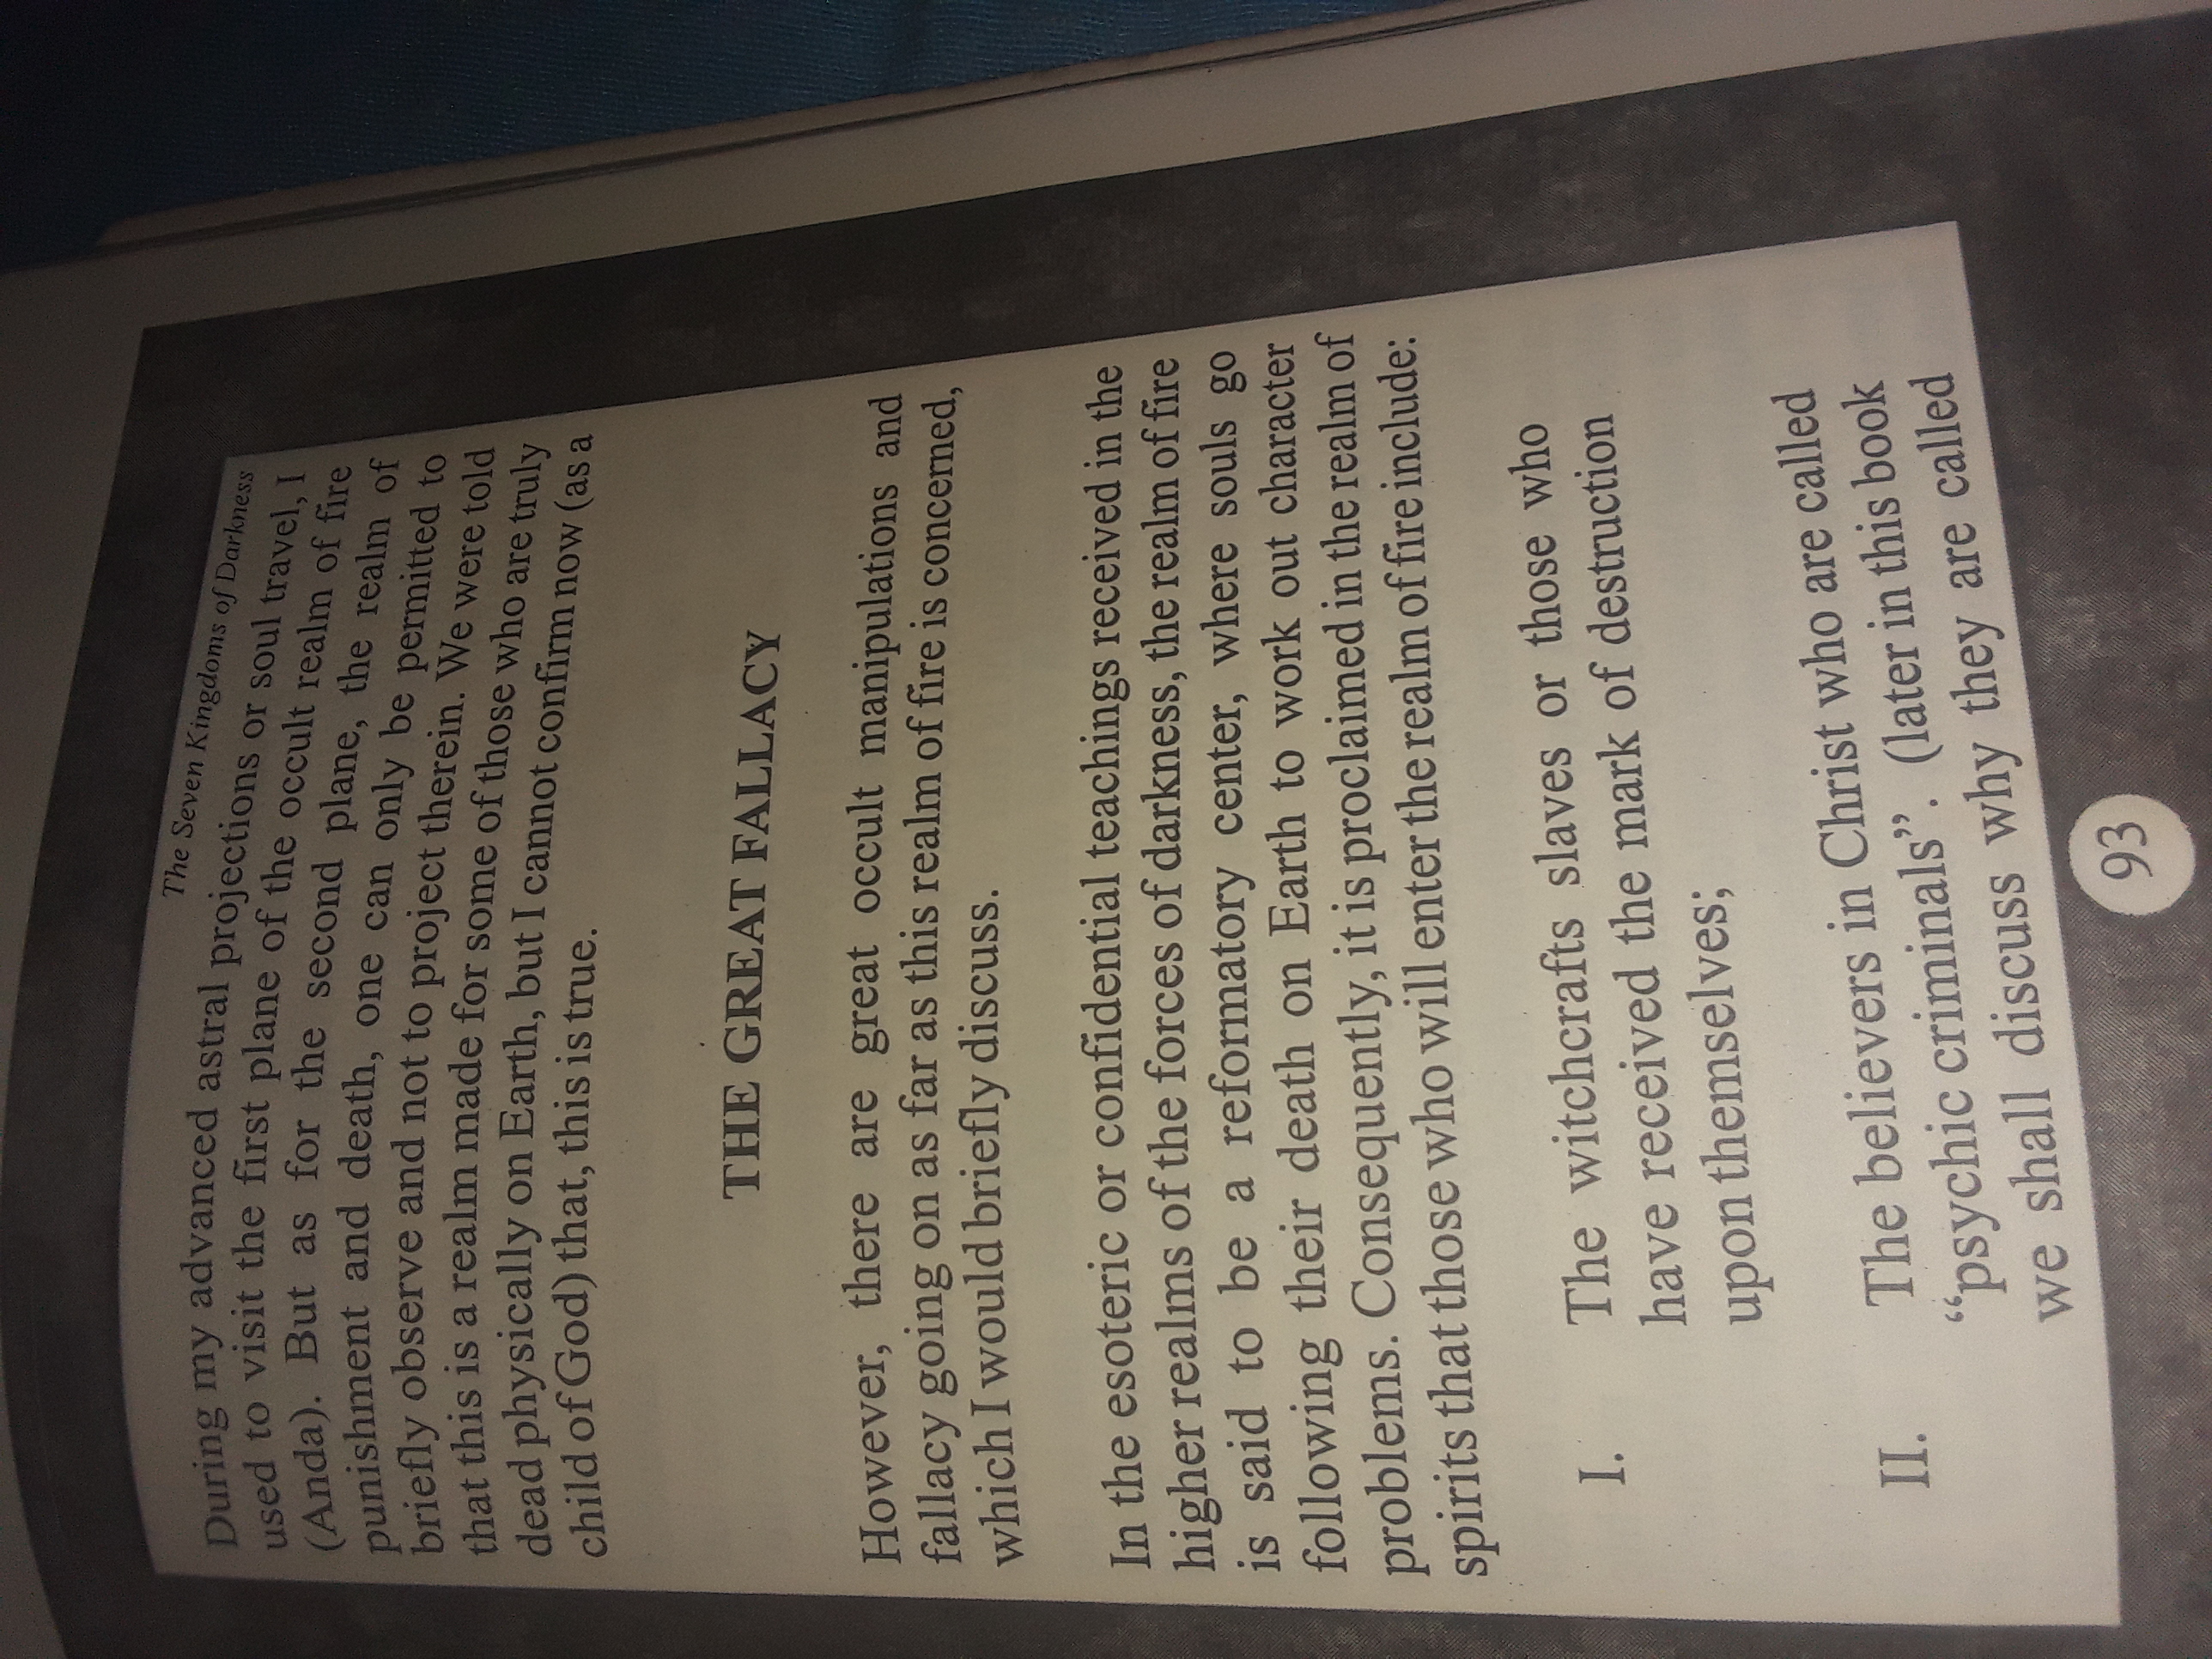 The Seven Kingdoms of Darkness
During my advanced astral projections or soul travel, I
used to visit the first plane of the occult realm of fire
(Anda). But as for the second plane, the realm of
punishment and death, one can only be permitted to
briefly observe and not to project therein. We were told
that this is a realm made for some of those who are truly
dead physically on Earth, but I cannot confirm now (as a
child of God) that, this is true.
THE GREAT FALLACY
However, there are great occult manipulations and
fallacy going on as far as this realm of fire is concerned,
which I would briefly discuss.
In the esoteric or confidential teachings received in the
higher realms of the forces of darkness, the realm of fire
is said to be a reformatory center, where souls go
following their death on Earth to work out character
problems. Consequently, it is proclaimed in the realm of
spirits that those who will enter the realm of fire include:
I. The witchcrafts slaves or those who
have received the mark of destruction
upon themselves;
II. The believers in Christ who are called
“psychic criminals”. (later in this book
we shall discuss why they are called
93